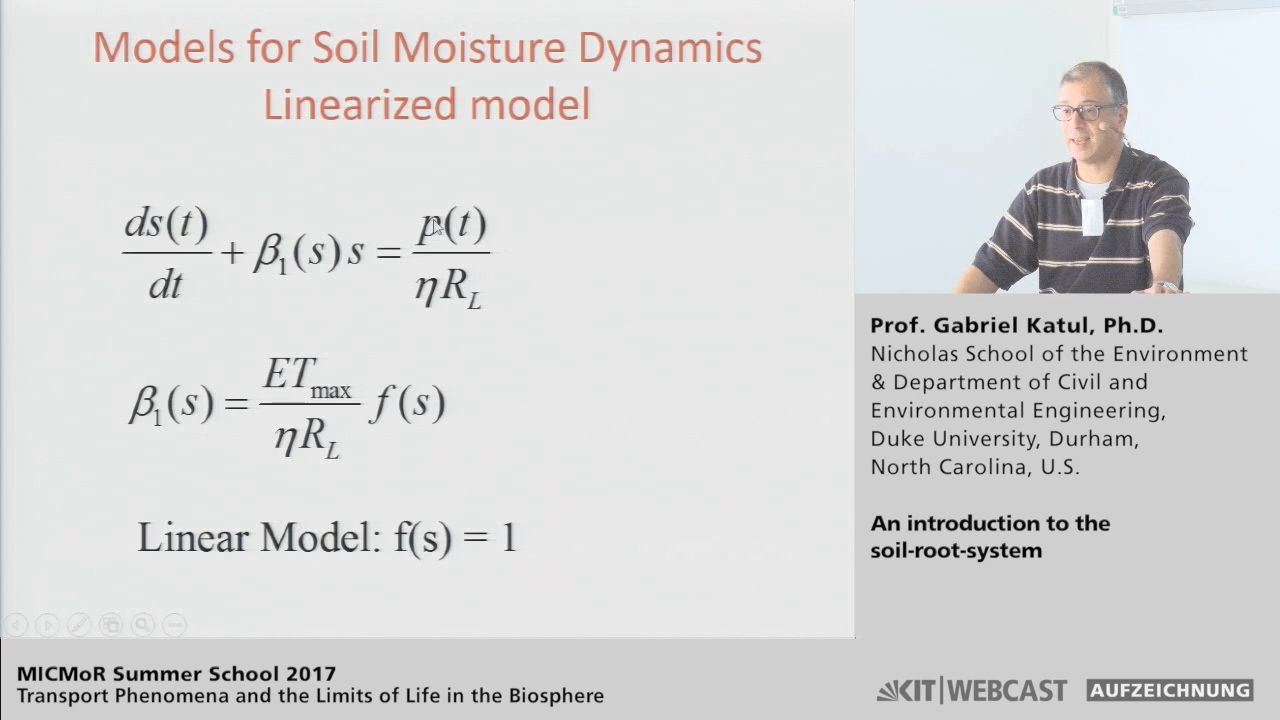 Models for Soil Moisture Dynamics
Linearized model
ds(t)/dt + β₁(s) s = p(t)/ηR_L
β₁(s) = ET_max/ηR_L f(s)
Linear Model: f(s) = 1
Prof. Gabriel Katul, Ph.D.
Nicholas School of the Environment
& Department of Civil and
Environmental Engineering,
Duke University, Durham,
North Carolina, U.S.
An introduction to the
soil-root-system
MICMoR Summer School 2017
Transport Phenomena and the Limits of Life in the Biosphere
KIT|WEBCAST AUFZEICHNUNG